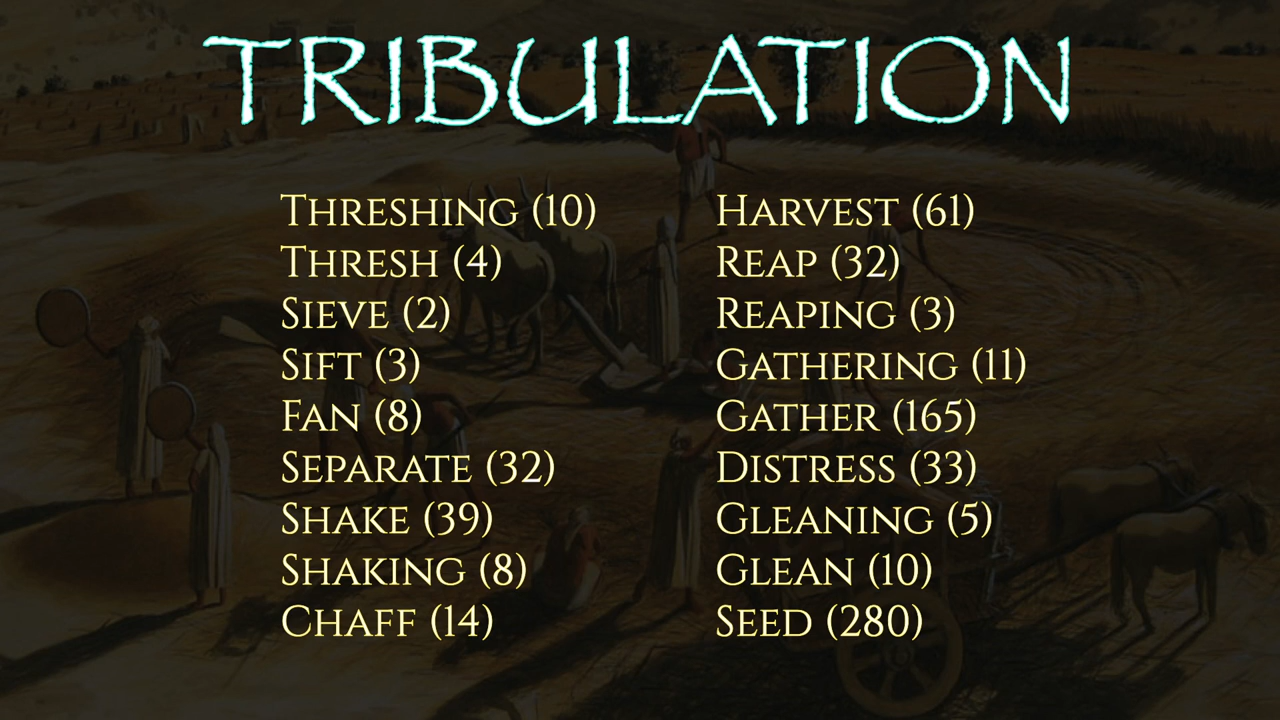 TRIBULATION
THRESHING (10)
THRESH (4)
SIEVE (2)
SIFT (3)
FAN (8)
SEPARATE (32)
SHAKE (39)
SHAKING (8)
CHAFF (14)
HARVEST (61)
REAP (32)
REAPING (3)
GATHERING (11)
GATHER (165)
DISTRESS (33)
GLEANING (5)
GLEAN (10)
SEED (280)